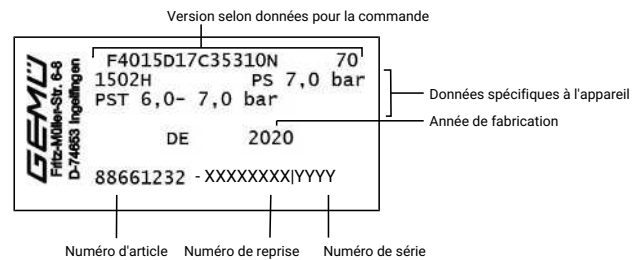 Version selon données pour la commande
GEMÜ
Fritz-Müller-Str. 6-8
D-74653 Ingelfingen
F4015D17C35310N 70
1502H PS 7,0 bar
PST 6,0- 7,0 bar
DE 2020
88661232 -XXXXXXXX|YYYY
Données spécifiques à l'appareil
Année de fabrication
Numéro d'article Numéro de reprise Numéro de série